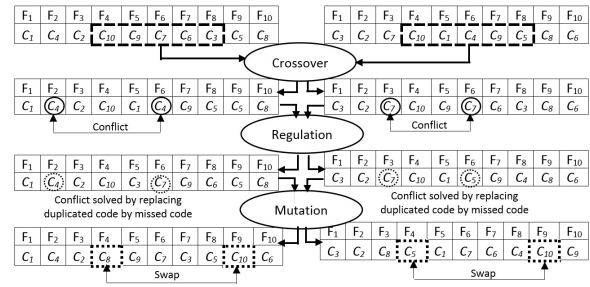 F1 F2 F3 F4 F5 F6 F7 F8 F9 F10
C1 C4 C2 C10 C9 C7 C6 C3 C5 C8
F1 F2 F3 F4 F5 F6 F7 F8 F9 F10
C3 C2 C7 C10 C1 C4 C9 C5 C8 C6
Crossover
F1 F2 F3 F4 F5 F6 F7 F8 F9 F10
C1 C4 C2 C10 C1 C4 C9 C5 C5 C8
Conflict
F1 F2 F3 F4 F5 F6 F7 F8 F9 F10
C3 C2 C7 C10 C9 C7 C6 C3 C8 C6
Conflict
Regulation
F1 F2 F3 F4 F5 F6 F7 F8 F9 F10
C1 C4 C2 C10 C3 C7 C9 C6 C5 C8
Conflict solved by replacing
duplicated code by missed code
F1 F2 F3 F4 F5 F6 F7 F8 F9 F10
C3 C2 C7 C10 C1 C5 C9 C4 C8 C6
Conflict solved by replacing
duplicated code by missed code
Mutation
F1 F2 F3 F4 F5 F6 F7 F8 F9 F10
C1 C4 C2 C8 C9 C7 C3 C5 C10 C6
Swap
F1 F2 F3 F4 F5 F6 F7 F8 F9 F10
C3 C2 C8 C5 C1 C7 C6 C4 C10 C9
Swap